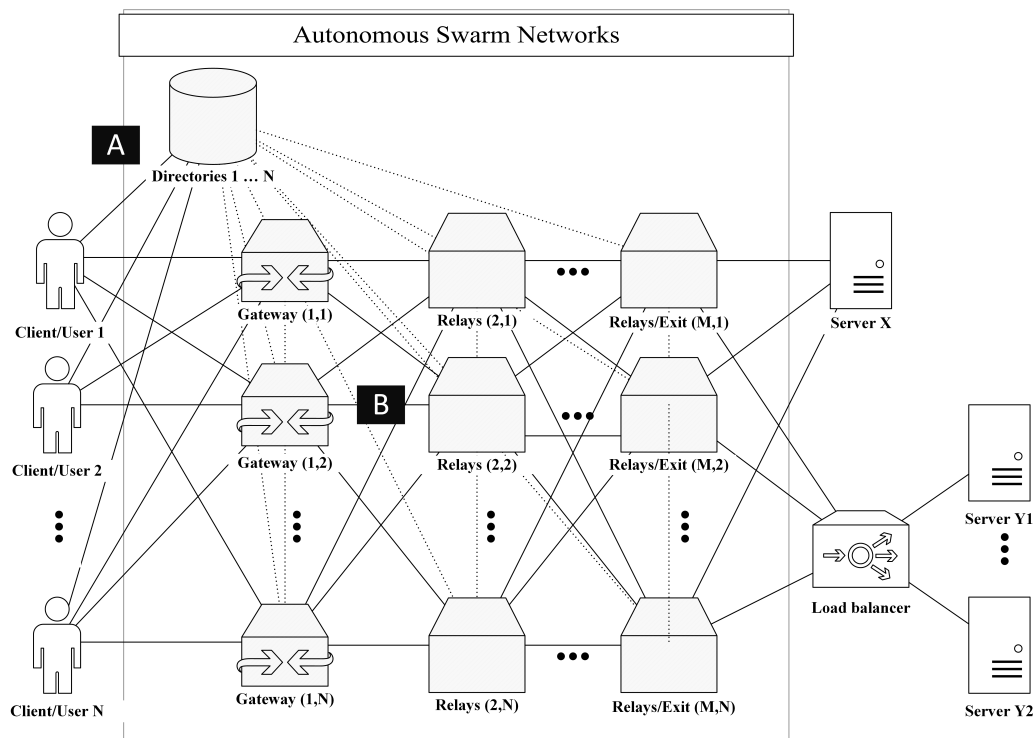 Autonomous Swarm Networks
A
Directories 1 ... N
Client/User 1
Gateway (1,1)
Relays (2,1)
Relays/Exit (M,1)
Server X
B
Client/User 2
Gateway (1,2)
Relays (2,2)
Relays/Exit (M,2)
Server Y1
Load balancer
Client/User N
Gateway (1,N)
Relays (2,N)
Relays/Exit (M,N)
Server Y2